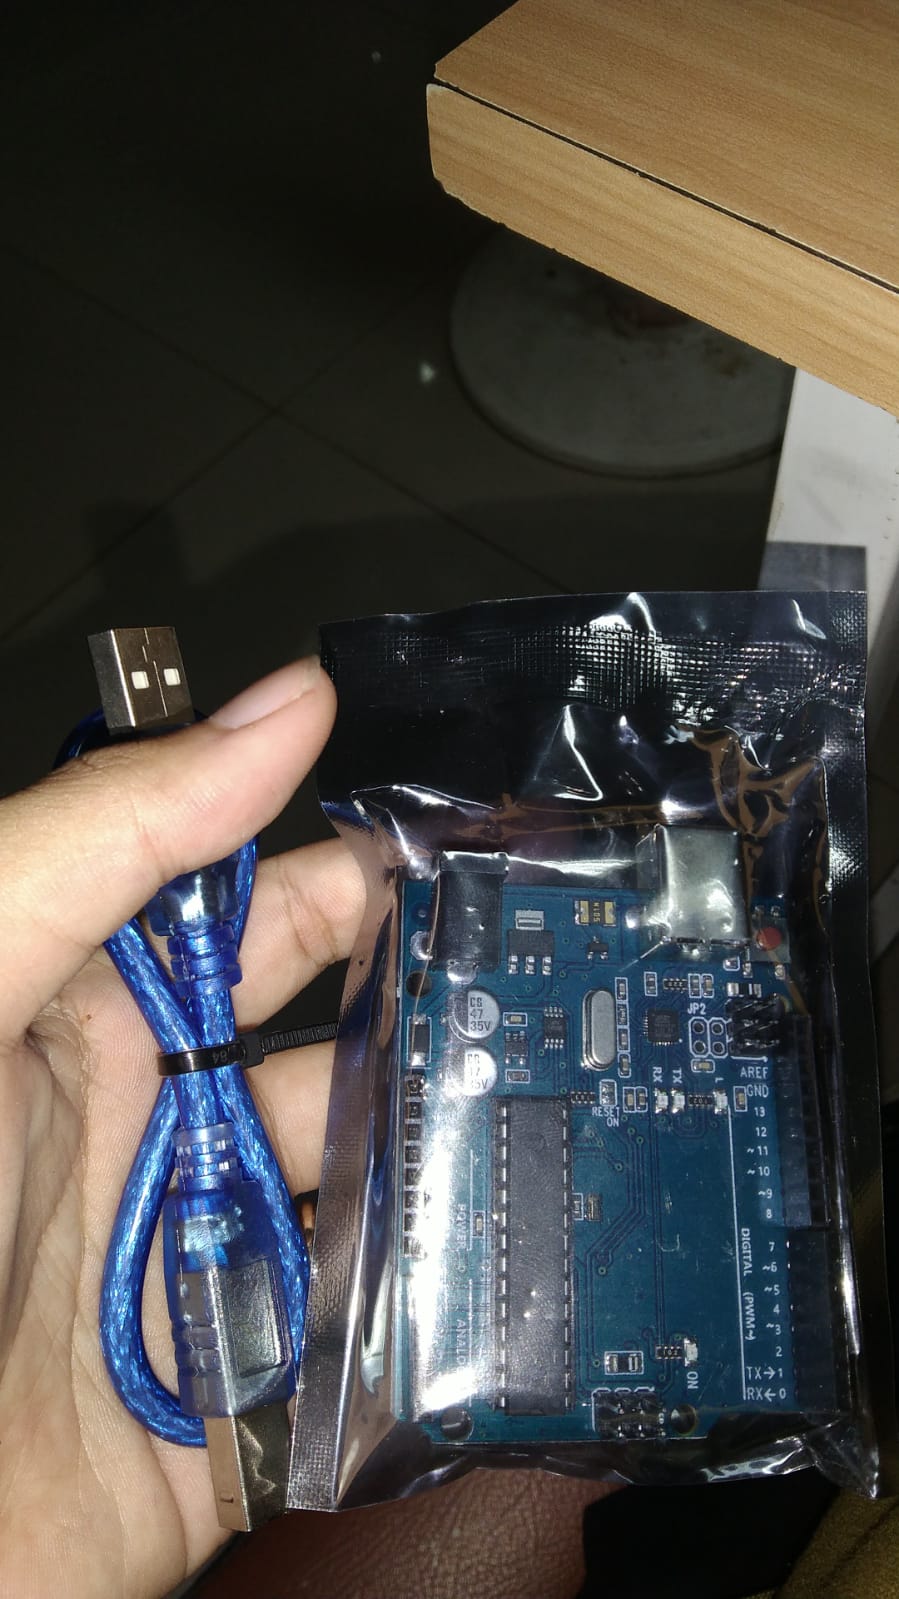 N105
CS
47
35V
JP2
AREF
GND
RX
TX
L
RESET
ON
13
12
~11
~10
~9
8
7
~6
~5
4
~3
2
TX→1
RX←0
DIGITAL (PWM~)
POWER
ANALOG
ON